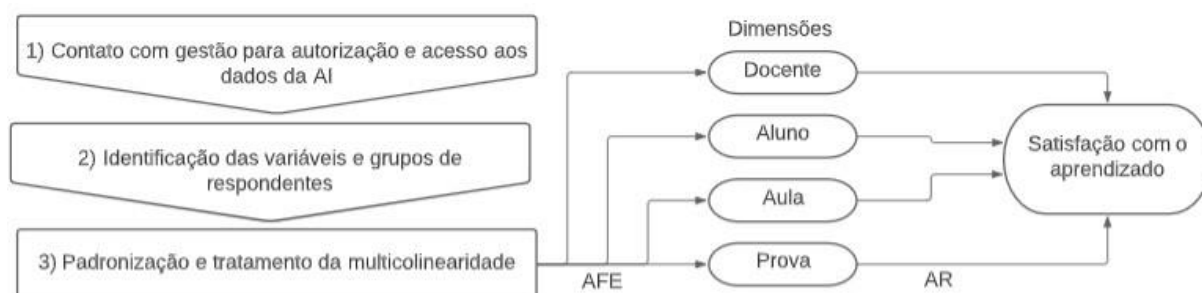 1) Contato com gestão para autorização e acesso aos
dados da AI
2) Identificação das variáveis e grupos de
respondentes
3) Padronização e tratamento da multicolinearidade
AFE
Dimensões
Docente
Aluno
Aula
Prova
AR
Satisfação com o
aprendizado